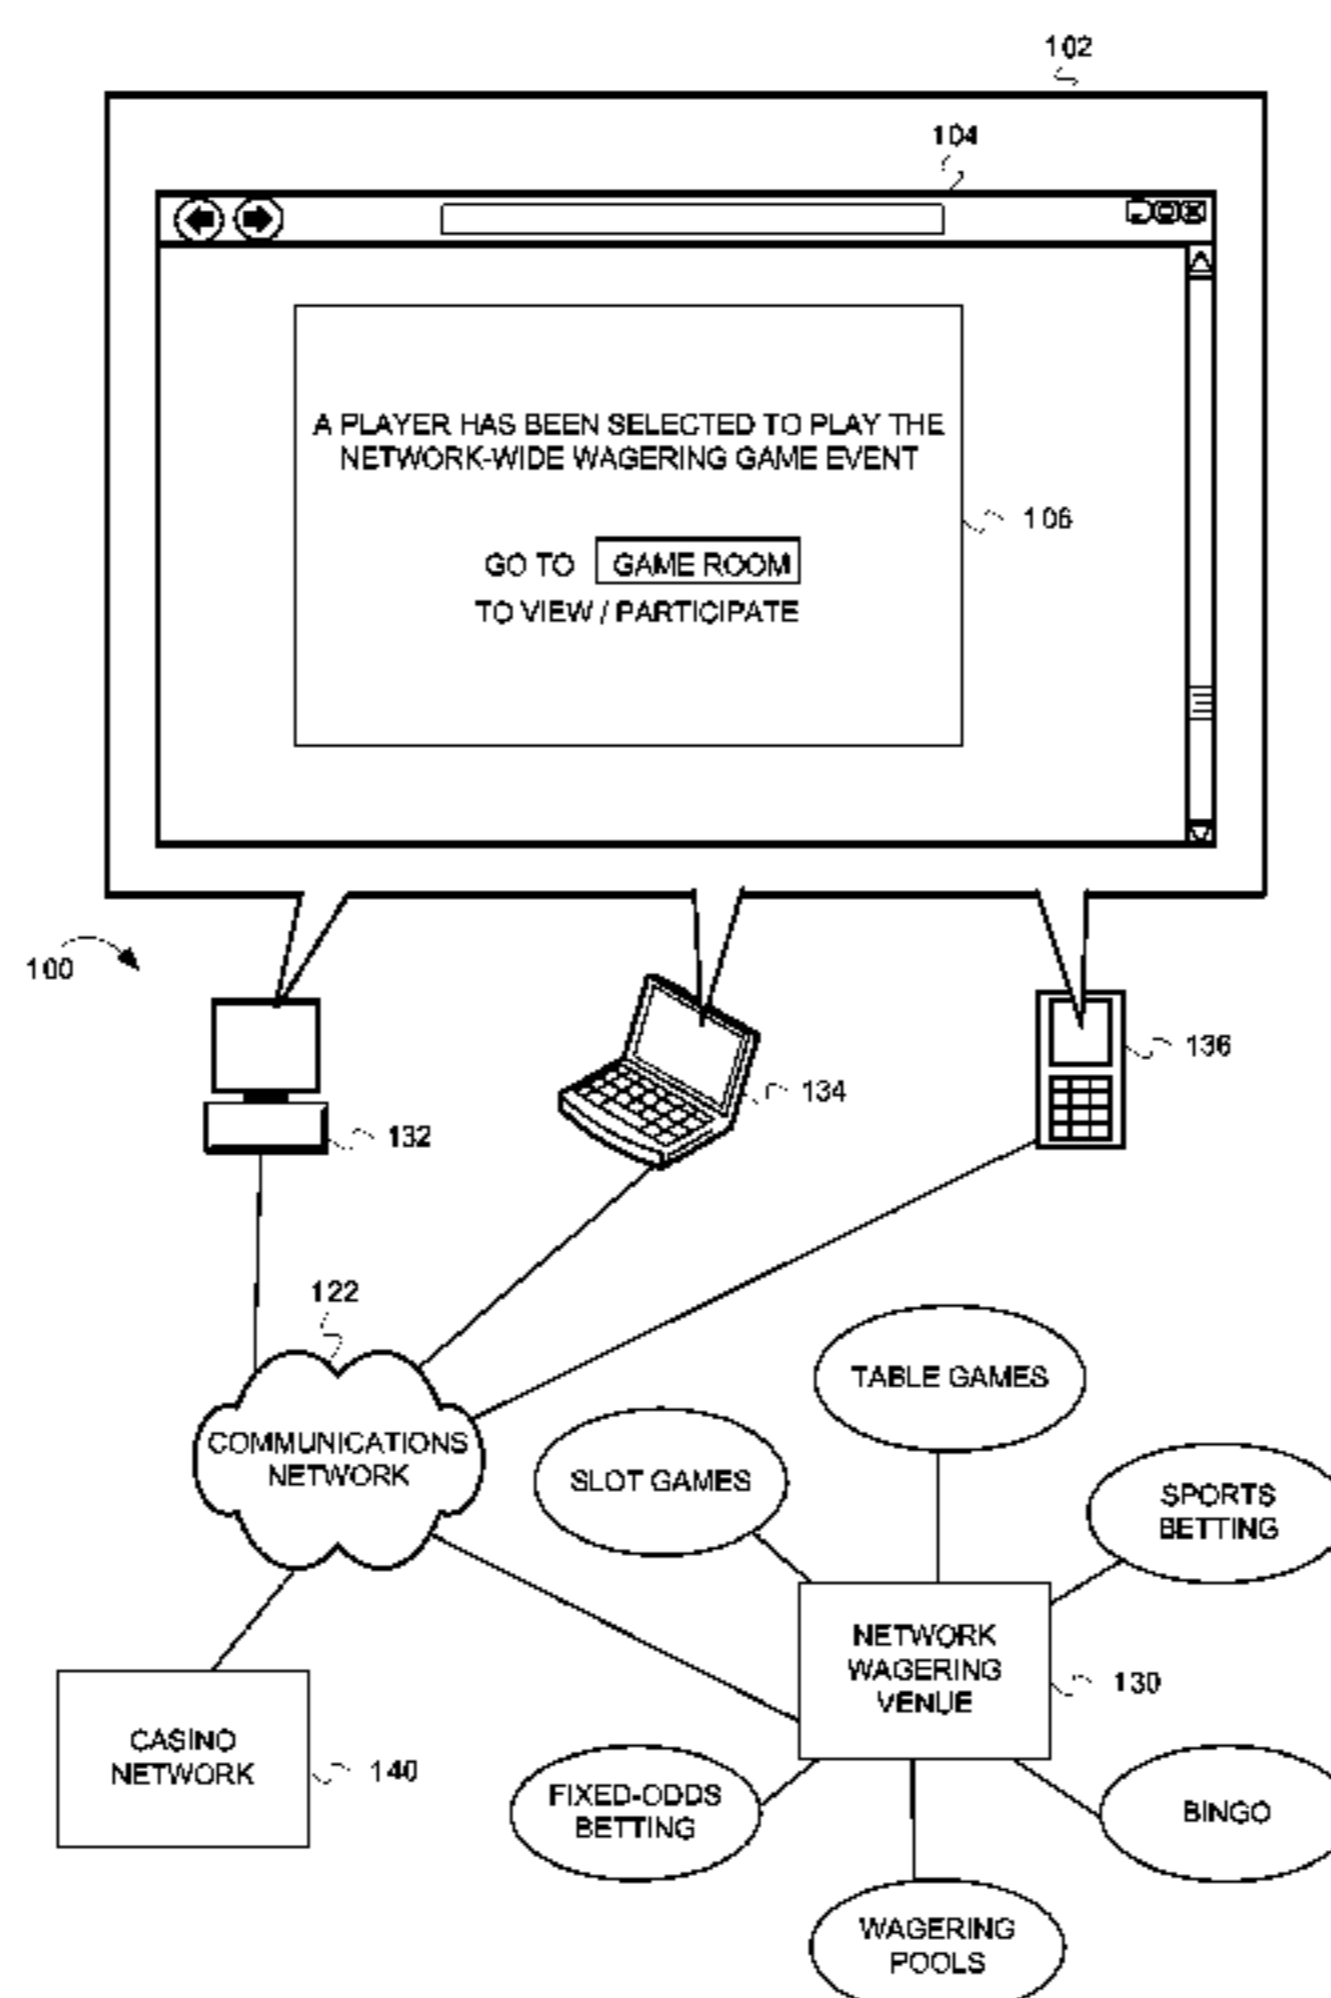 102
104
A PLAYER HAS BEEN SELECTED TO PLAY THE
NETWORK-WIDE WAGERING GAME EVENT
106
GO TO GAME ROOM
TO VIEW / PARTICIPATE
100
136
134
132
122
TABLE GAMES
COMMUNICATIONS
NETWORK
SLOT GAMES
SPORTS
BETTING
NETWORK
WAGERING
VENUE
130
CASINO
NETWORK
140
FIXED-ODDS
BETTING
BINGO
WAGERING
POOLS